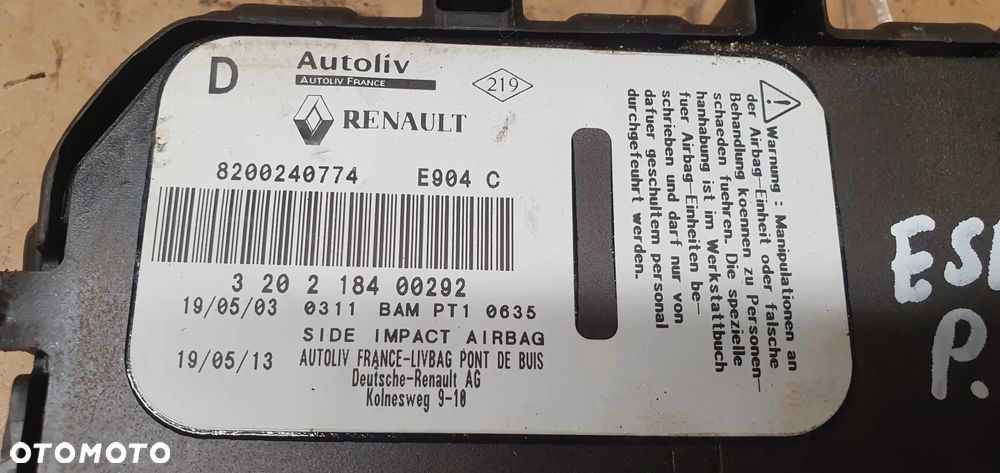 D
Autoliv
AUTOLIV FRANCE
219
RENAULT
8200240774 E904 C
3 20 2 184 00292
19/05/03 0311 BAM PT1 0635
SIDE IMPACT AIRBAG
19/05/13 AUTOLIV FRANCE-LIVBAG PONT DE BUIS
Deutsche-Renault AG
Kolnesweg 9-10
Warnung : Manipulationen an
der Airbag-Einheit oder falsche
Behandlung koennen zu Personen-
schaeden fuehren. Die spezielle
hanhabung ist im Werkstattbuch
fuer Airbag-Einheiten be-
schrieben und darf nur von
dafuer geschultem personal
durchgefeuhrt werden.
P.
OTOMOTO